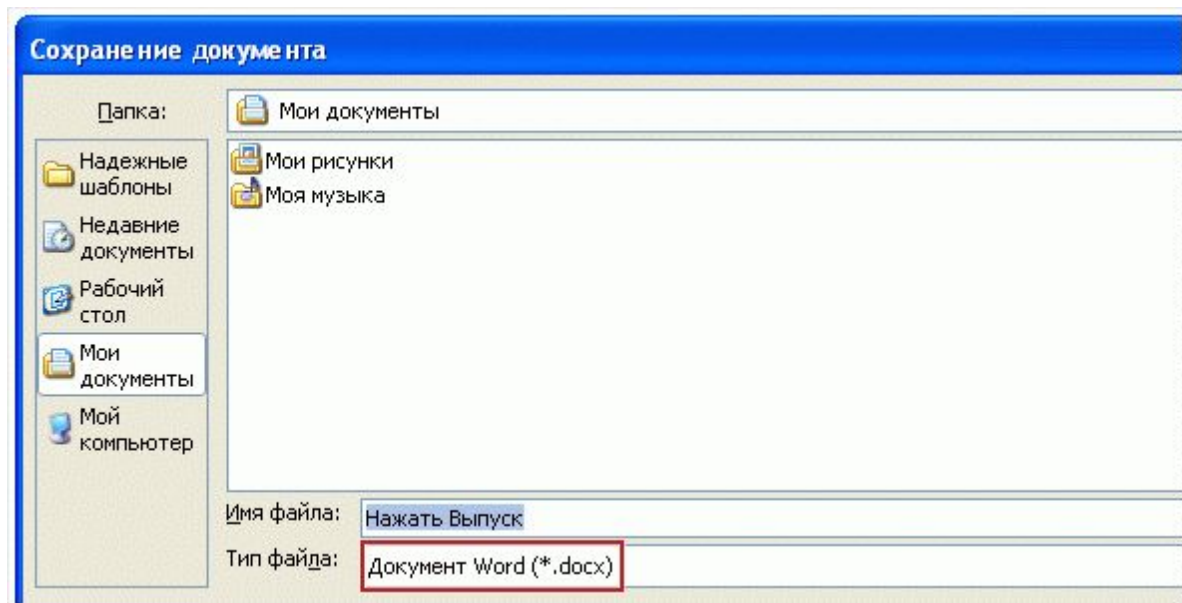 Сохранение документа
Папка:
Мои документы
Надежные
шаблоны
Недавние
документы
Рабочий
стол
Мои
документы
Мой
компьютер
Мои рисунки
Моя музыка
Имя файла:
Нажать Выпуск
Тип файла:
Документ Word (*.docx)